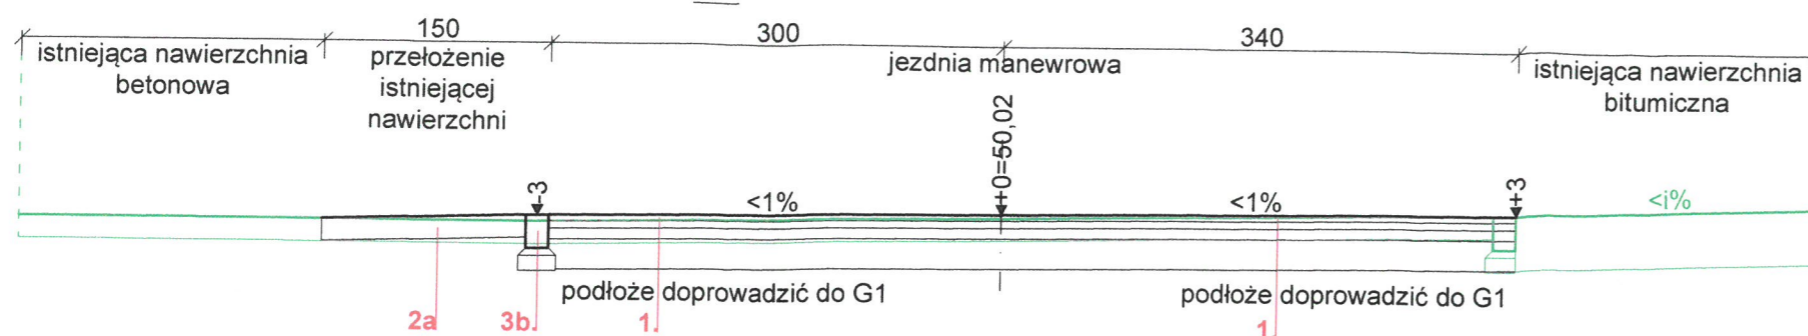 150
300
340
istniejąca nawierzchnia
betonowa
przełożenie
istniejącej
nawierzchni
jezdnia manewrowa
istniejąca nawierzchnia
bitumiczna
-3
<1%
+0=50,02
<1%
+3
<i%
podłoże doprowadzić do G1
podłoże doprowadzić do G1
2a
3b.
1.
1.